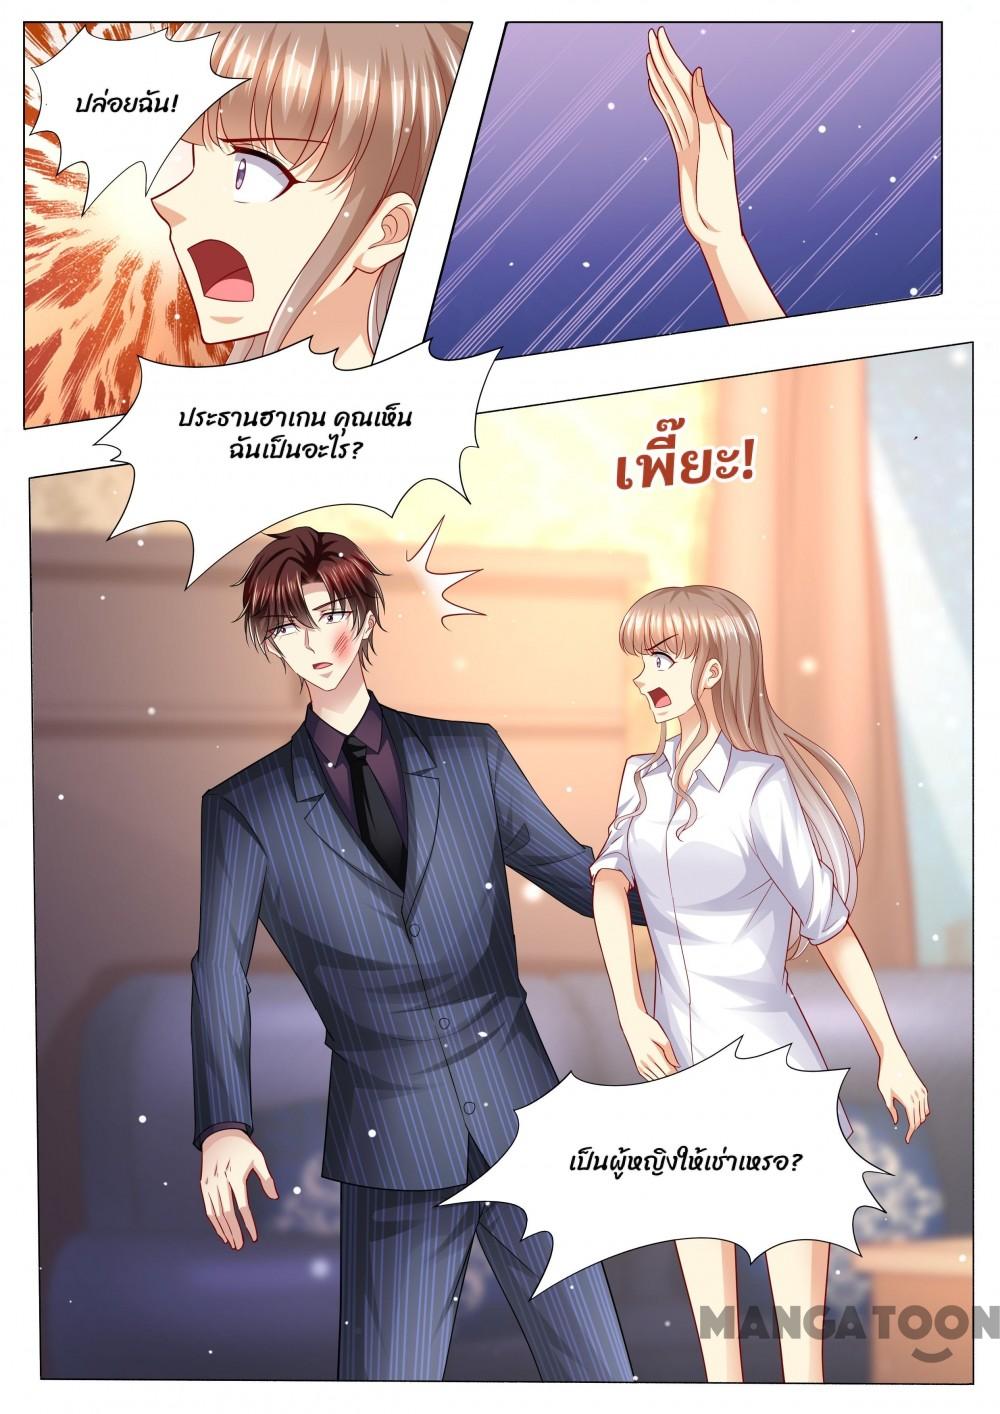 ปล่อยฉัน!
ประธานฮาเกน คุณเห็น
ฉันเป็นอะไร?
เพี๊ยะ!
เป็นผู้หญิงให้เช่าเหรอ?
MANGATOON